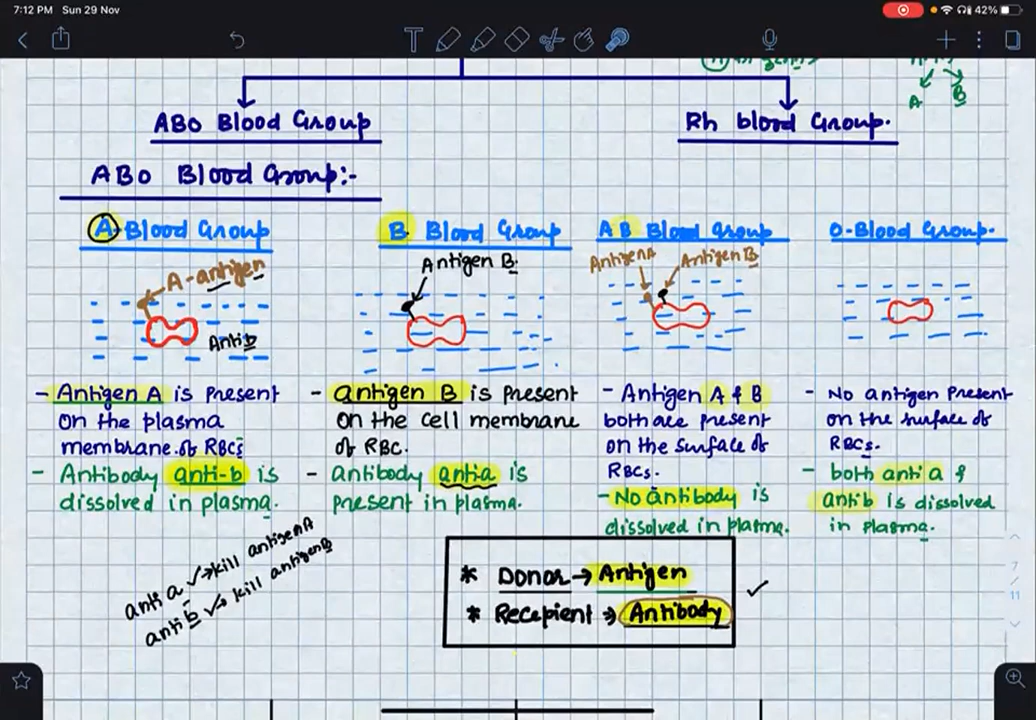 7:12 PM Sun 29 Nov
42%
A
B
ABO Blood Group
Rh blood Group.
ABO Blood Group:-
A-Blood Group
B Blood Group
AB Blood Group
O-Blood Group.
A-antigen
Antib
Antigen B.
Antigen A
Antigen B
- Antigen A is present
on the plasma
membrane of RBCs
- Antibody anti-b is
dissolved in plasma.
- antigen B is present
on the cell membrane
of RBC.
- antibody antia is
present in plasma.
- Antigen A & B
both are present
on the surface of
RBCs.
- No antibody is
dissolved in plasma.
- No antigen present
on the surface of
RBCs.
- both anti a &
antib is dissolved
in plasma.
anti a ✓→kill antigen A
anti b ✓→ kill antigen B
* Donor → Antigen
* Recepient → Antibody
7
11